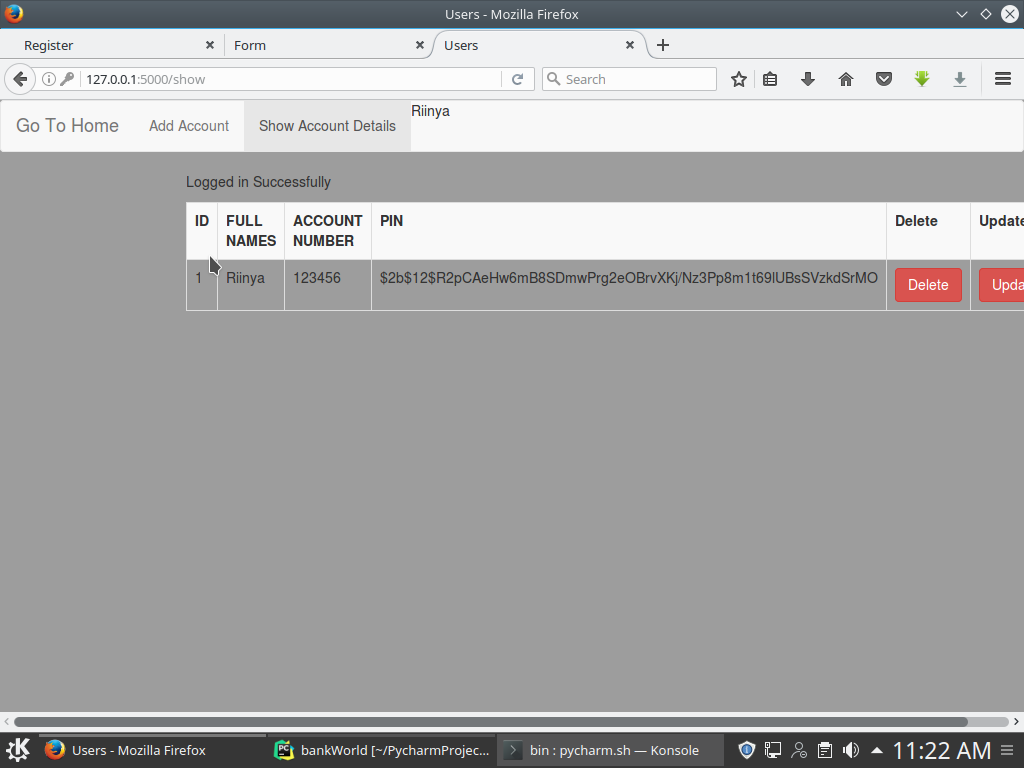 Users - Mozilla Firefox
Register
Form
Users
127.0.0.1:5000/show
Search
Go To Home
Add Account
Show Account Details
Riinya
Logged in Successfully
ID
FULL NAMES
ACCOUNT NUMBER
PIN
Delete
Update
1
Riinya
123456
$2b$12$R2pCAeHw6mB8SDmwPrg2eOBrvXKj/Nz3Pp8m1t69lUBsSVzkdSrMO
Delete
Upda
Users - Mozilla Firefox
bankWorld [~/PycharmProjec...
bin : pycharm.sh — Konsole
11:22 AM